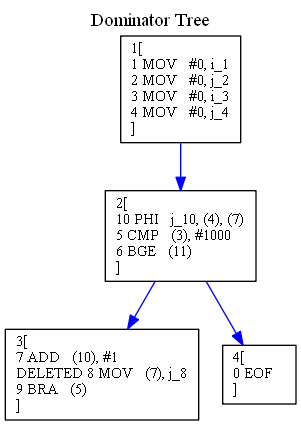 Dominator Tree
1[
1 MOV #0, i_1
2 MOV #0, j_2
3 MOV #0, i_3
4 MOV #0, j_4
]
2[
10 PHI j_10, (4), (7)
5 CMP (3), #1000
6 BGE (11)
]
3[
7 ADD (10), #1
DELETED 8 MOV (7), j_8
9 BRA (5)
]
4[
0 EOF
]